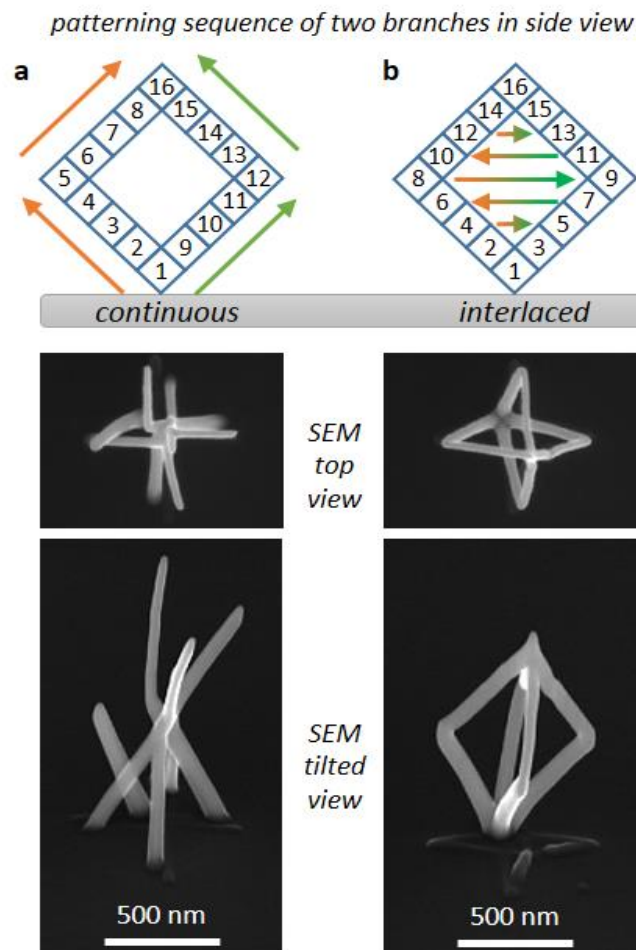 patterning sequence of two branches in side view
a
b
16
8 15
7 14
6 13
5 12
4 11
3 10
2 9
1
16
14 15
12 13
10 11
8 9
6 7
4 5
2 3
1
continuous
interlaced
SEM
top
view
SEM
tilted
view
500 nm
500 nm